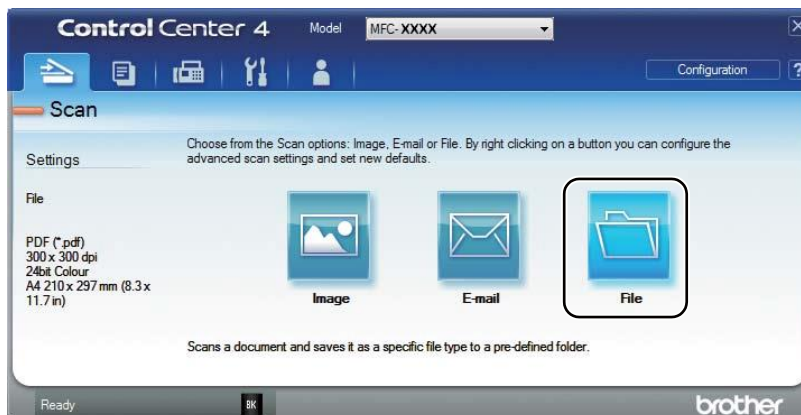 Control Center 4
Model
MFC-XXXX
Configuration
?
Scan
Choose from the Scan options: Image, E-mail or File. By right clicking on a button you can configure the
advanced scan settings and set new defaults.
Settings
File
PDF (*.pdf)
300 x 300 dpi
24bit Colour
A4 210 x 297 mm (8.3 x
11.7 in)
Image
E-mail
File
Scans a document and saves it as a specific file type to a pre-defined folder.
Ready
BK
brother